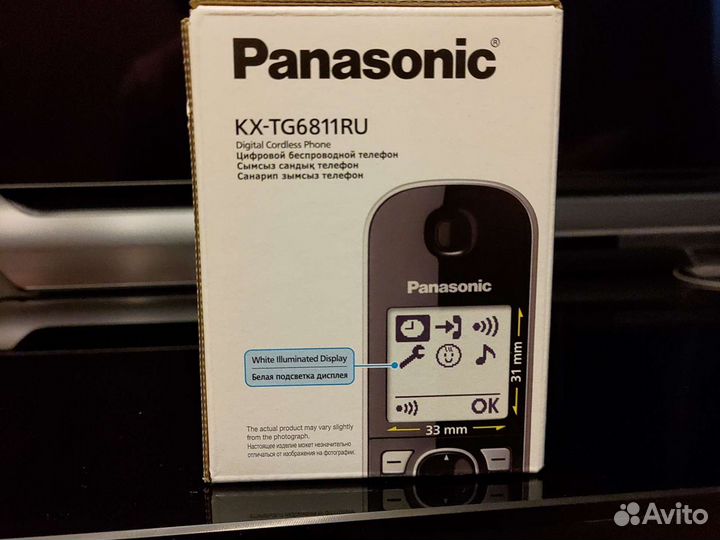 Panasonic®
KX-TG6811RU
Digital Cordless Phone
Цифровой беспроводной телефон
Сымсыз сандық телефон
Санарип зымсыз телефон
Panasonic
White Illuminated Display
Белая подсветка дисплея
31 mm
OK
33 mm
The actual product may vary slightly
from the photograph.
Настоящее изделие может незначительно
отличаться от изображения на фотографии.
Avito